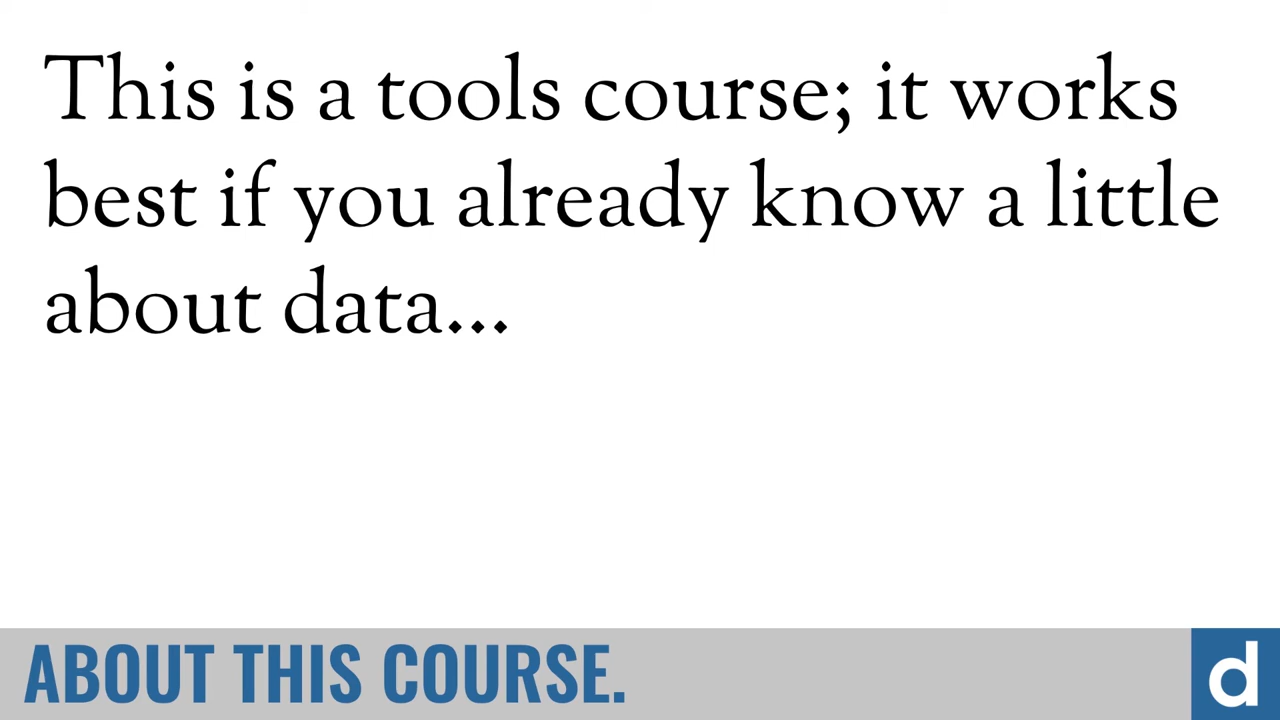 This is a tools course; it works
best if you already know a little
about data...
ABOUT THIS COURSE.
d